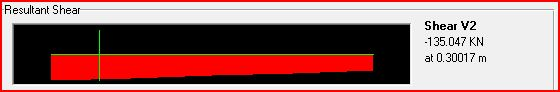 Resultant Shear
Shear V2
-135.047 KN
at 0.30017 m